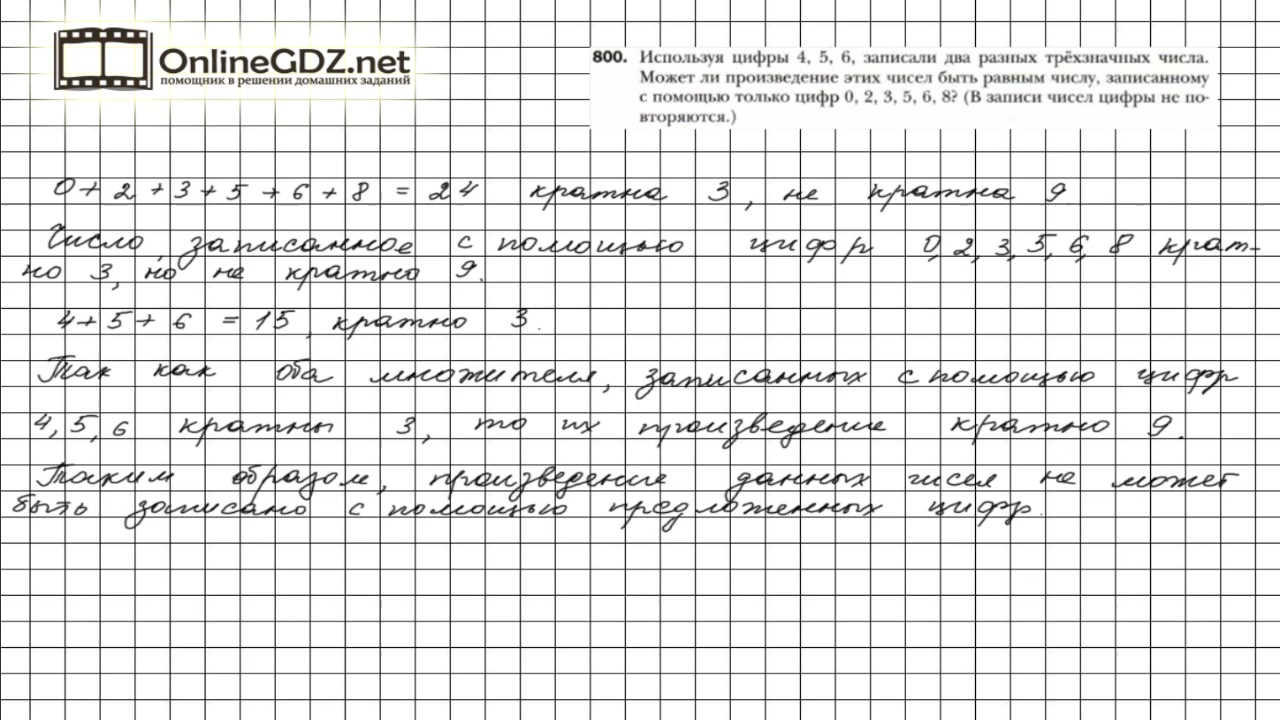 OnlineGDZ.net
помощник в решении домашних заданий
800. Используя цифры 4, 5, 6, записали два разных трёхзначных числа.
Может ли произведение этих чисел быть равным числу, записанному
с помощью только цифр 0, 2, 3, 5, 6, 8? (В записи чисел цифры не по-
вторяются.)
0 + 2 + 3 + 5 + 6 + 8 = 24 кратна 3, не кратна 9
Число, записанное с помощью цифр 0, 2, 3, 5, 6, 8 крат-
но 3, но не кратно 9.
4 + 5 + 6 = 15, кратно 3.
Так как оба множителя, записанных с помощью цифр
4, 5, 6 кратны 3, то их произведение кратно 9.
Таким образом, произведение данных чисел не может
быть записано с помощью предложенных цифр.